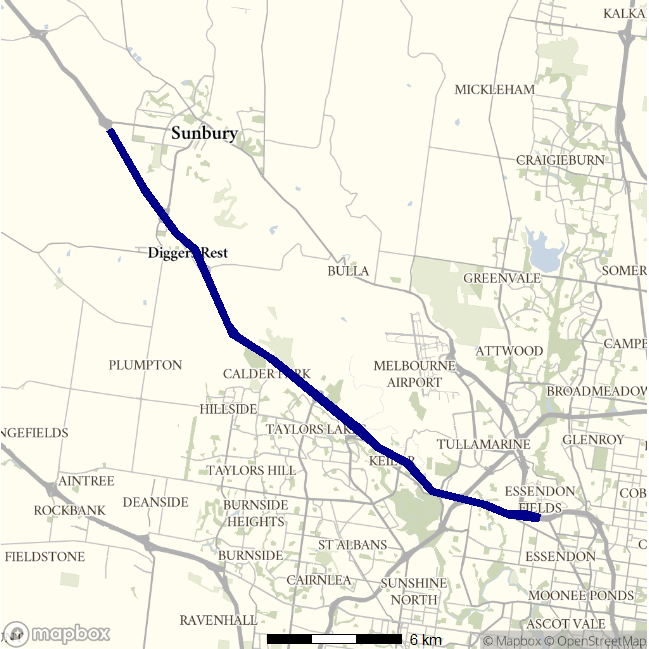 KALKA
MICKLEHAM
Sunbury
CRAIGIEBURN
Diggers Rest
BULLA
GREENVALE
SOMER
ATTWOOD
CAMPE
PLUMPTON
CALDER PARK
MELBOURNE
AIRPORT
BROADMEADOW
HILLSIDE
NGEFIELDS
TAYLORS LAKES
TULLAMARINE
GLENROY
KEILOR
TAYLORS HILL
AINTREE
ESSENDON
FIELDS
COB
DEANSIDE
ROCKBANK
BURNSIDE
HEIGHTS
ST ALBANS
FIELDSTONE
BURNSIDE
ESSENDON
CAIRNLEA
SUNSHINE
NORTH
MOONEE PONDS
RAVENHALL
ASCOT VALE
mapbox
6 km
© Mapbox © OpenStreetMap